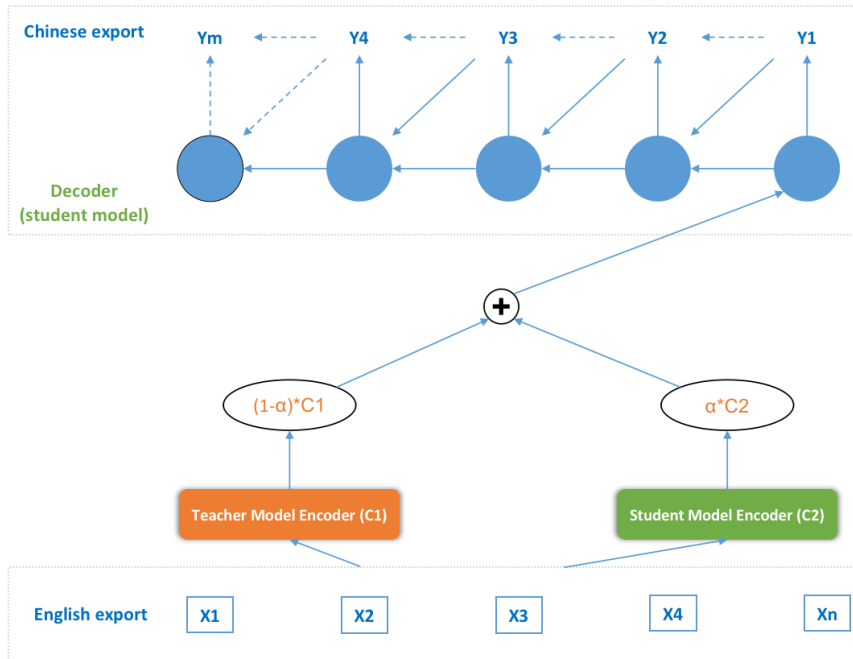 Chinese export
Ym Y4 Y3 Y2 Y1
Decoder
(student model)
+
(1-α)*C1
α*C2
Teacher Model Encoder (C1)
Student Model Encoder (C2)
English export
X1 X2 X3 X4 Xn